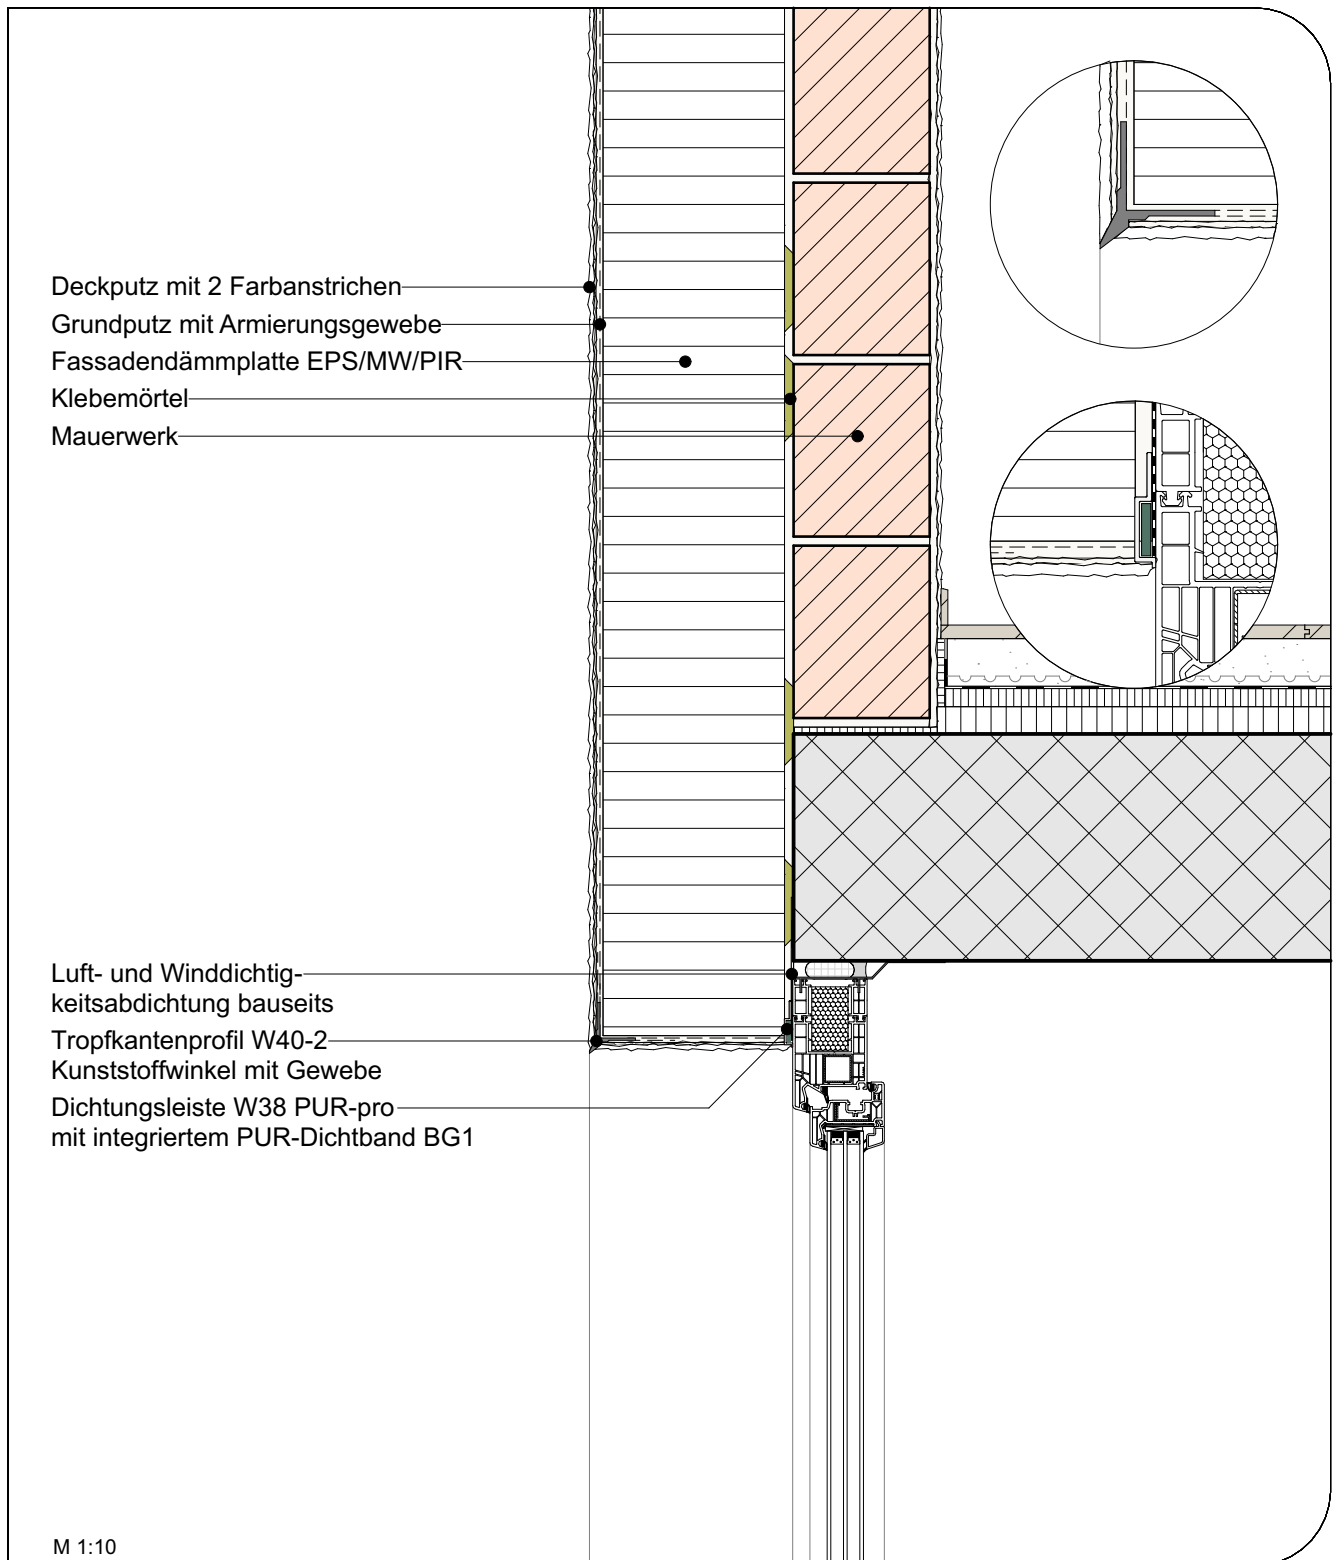 Deckputz mit 2 Farbanstrichen
Grundputz mit Armierungsgewebe
Fassadendämmplatte EPS/MW/PIR
Klebemörtel
Mauerwerk
Luft- und Winddichtig-
keitsabdichtung bauseits
Tropfkantenprofil W40-2
Kunststoffwinkel mit Gewebe
Dichtungsleiste W38 PUR-pro
mit integriertem PUR-Dichtband BG1
M 1:10